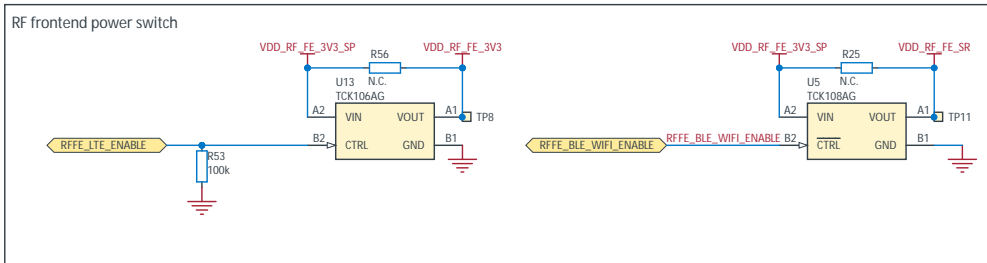 RF frontend power switch
VDD_RF_FE_3V3_SP
R56
N.C.
VDD_RF_FE_3V3
U13
TCK106AG
A2
VIN
VOUT
A1
TP8
B2
CTRL
GND
B1
RFFE_LTE_ENABLE
R53
100k
VDD_RF_FE_3V3_SP
R25
N.C.
VDD_RF_FE_SR
U5
TCK108AG
A2
VIN
VOUT
A1
TP11
RFFE_BLE_WIFI_ENABLE
RFFE_BLE_WIFI_ENABLE
B2
CTRL
GND
B1